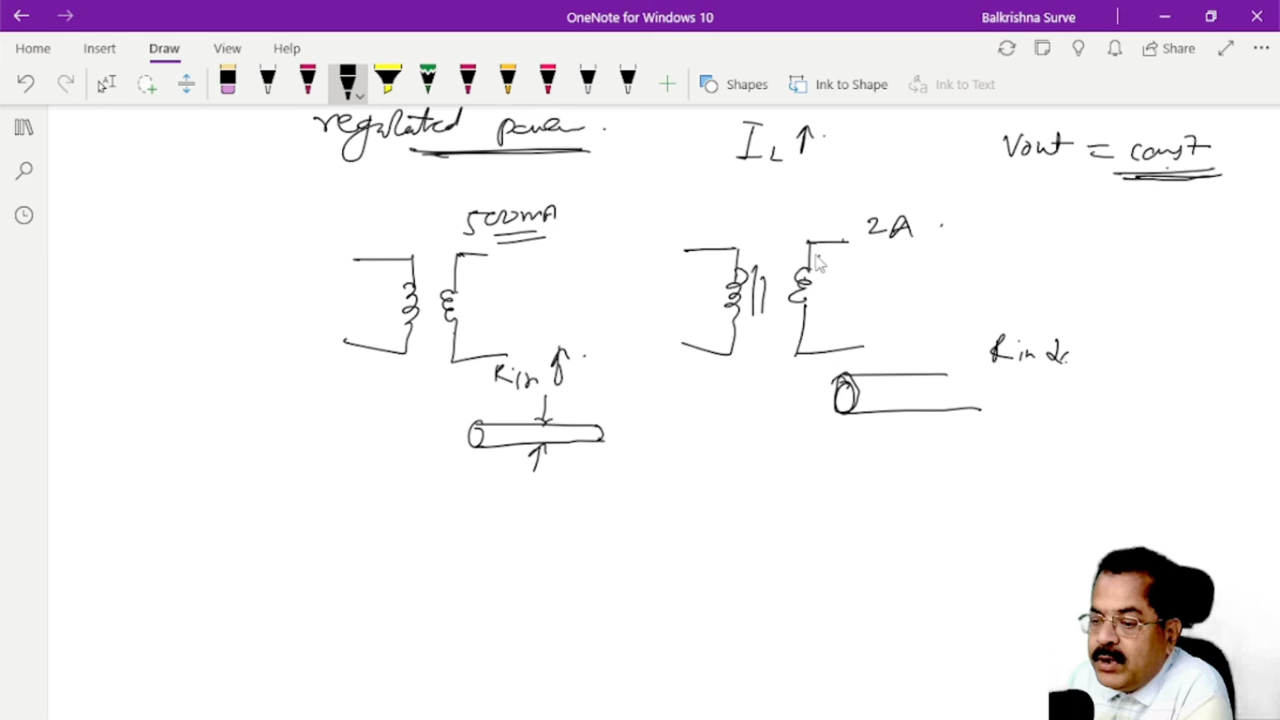 OneNote for Windows 10
Balkrishna Surve
Home Insert Draw View Help
Share
Shapes
Ink to Shape
Ink to Text
regulated power.
IL ↑.
Vout = const
500mA
2A .
Rin ↑.
Rin